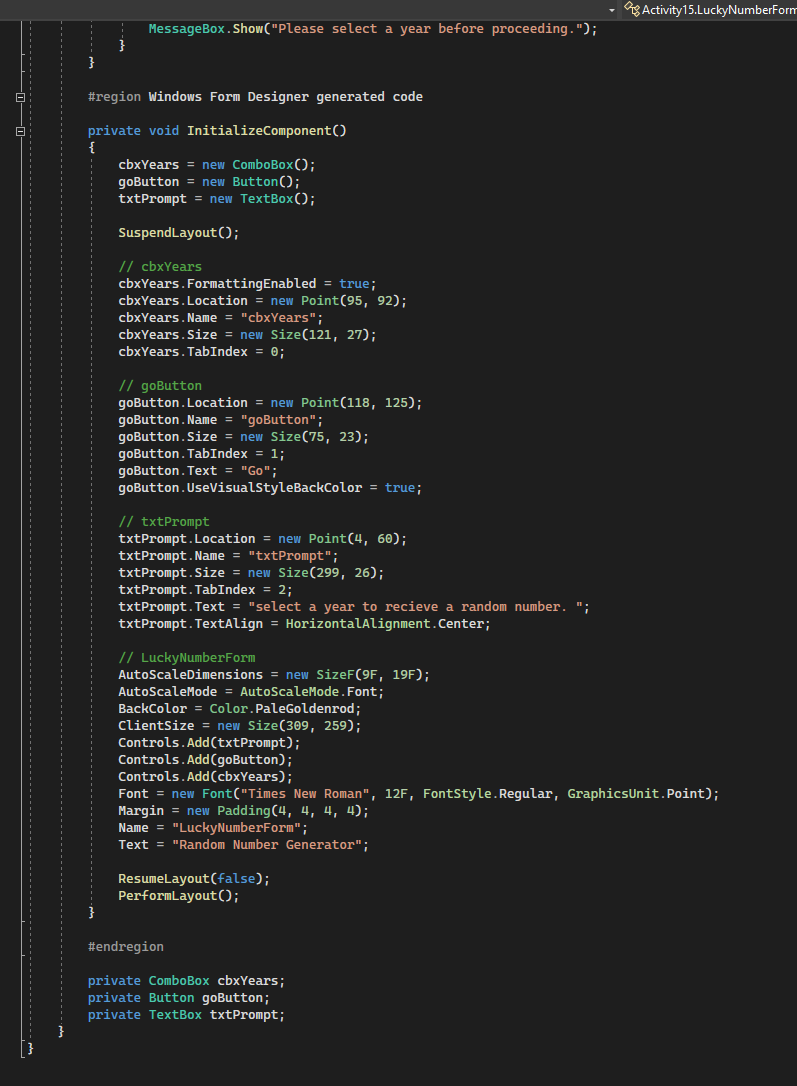 Activity15.LuckyNumberForm
MessageBox.Show("Please select a year before proceeding.");
}
}
#region Windows Form Designer generated code
private void InitializeComponent()
{
cbxYears = new ComboBox();
goButton = new Button();
txtPrompt = new TextBox();
SuspendLayout();
// cbxYears
cbxYears.FormattingEnabled = true;
cbxYears.Location = new Point(95, 92);
cbxYears.Name = "cbxYears";
cbxYears.Size = new Size(121, 27);
cbxYears.TabIndex = 0;
// goButton
goButton.Location = new Point(118, 125);
goButton.Name = "goButton";
goButton.Size = new Size(75, 23);
goButton.TabIndex = 1;
goButton.Text = "Go";
goButton.UseVisualStyleBackColor = true;
// txtPrompt
txtPrompt.Location = new Point(4, 60);
txtPrompt.Name = "txtPrompt";
txtPrompt.Size = new Size(299, 26);
txtPrompt.TabIndex = 2;
txtPrompt.Text = "select a year to recieve a random number. ";
txtPrompt.TextAlign = HorizontalAlignment.Center;
// LuckyNumberForm
AutoScaleDimensions = new SizeF(9F, 19F);
AutoScaleMode = AutoScaleMode.Font;
BackColor = Color.PaleGoldenrod;
ClientSize = new Size(309, 259);
Controls.Add(txtPrompt);
Controls.Add(goButton);
Controls.Add(cbxYears);
Font = new Font("Times New Roman", 12F, FontStyle.Regular, GraphicsUnit.Point);
Margin = new Padding(4, 4, 4, 4);
Name = "LuckyNumberForm";
Text = "Random Number Generator";
ResumeLayout(false);
PerformLayout();
}
#endregion
private ComboBox cbxYears;
private Button goButton;
private TextBox txtPrompt;
}
}